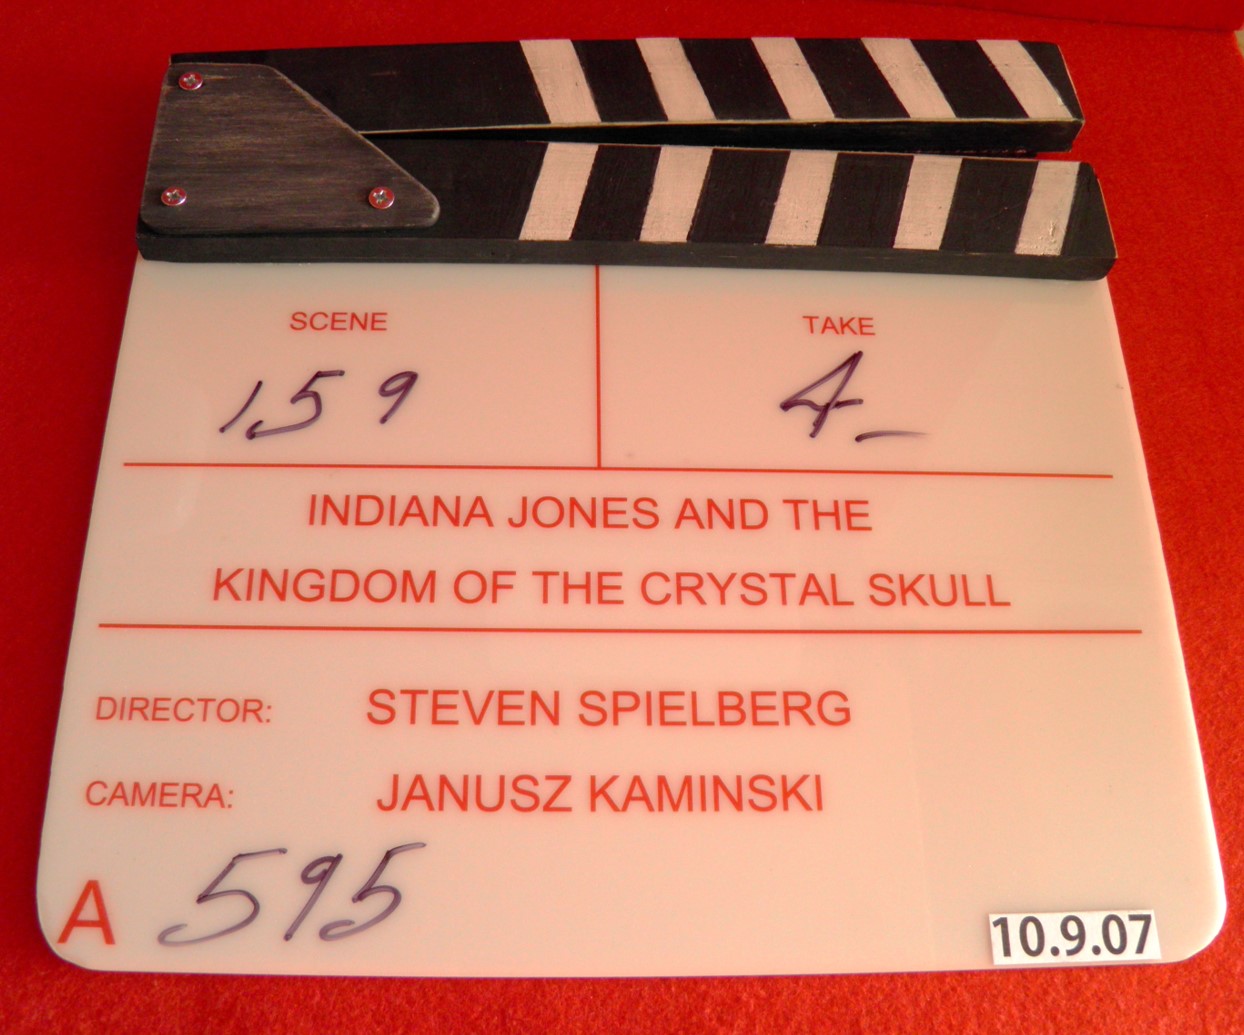 SCENE TAKE
159 4_
INDIANA JONES AND THE
KINGDOM OF THE CRYSTAL SKULL
DIRECTOR: STEVEN SPIELBERG
CAMERA: JANUSZ KAMINSKI
A 595 10.9.07